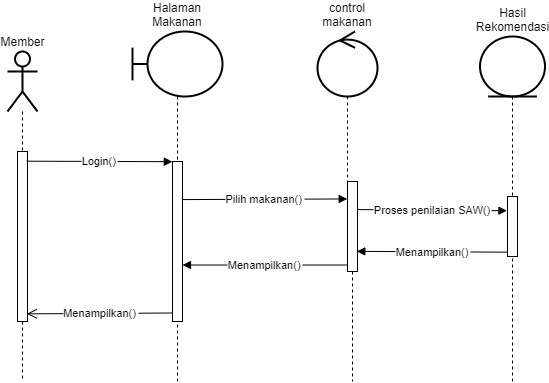 Member
Halaman
Makanan
control
makanan
Hasil
Rekomendasi
Login()
Pilih makanan()
Proses penilaian SAW()
Menampilkan()
Menampilkan()
Menampilkan()